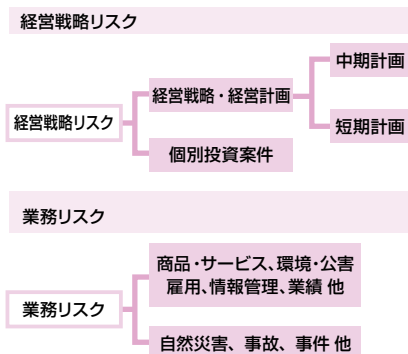 経営戦略リスク
経営戦略リスク
経営戦略・経営計画
中期計画
短期計画
個別投資案件
業務リスク
業務リスク
商品・サービス、環境・公害
雇用、情報管理、業績 他
自然災害、事故、事件 他